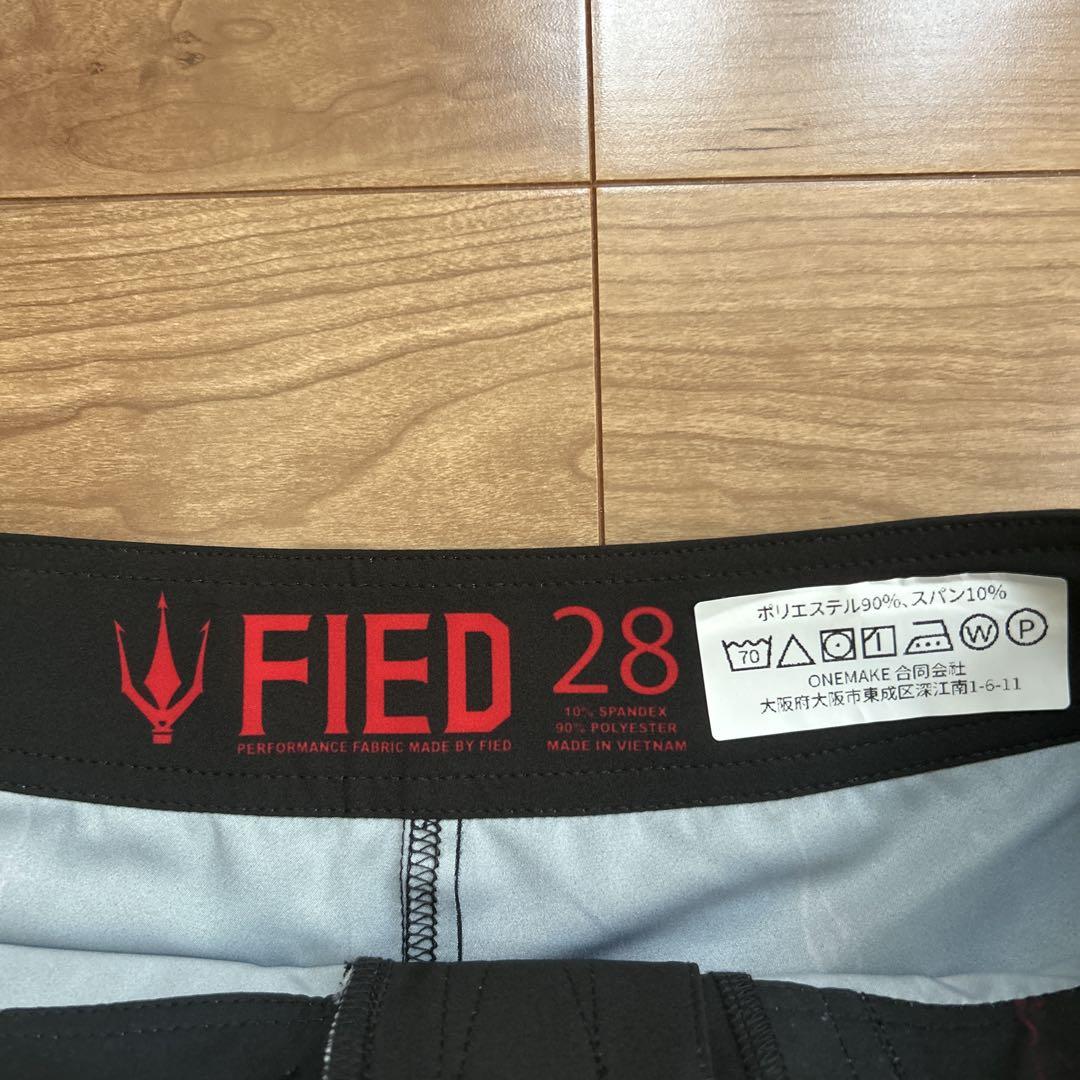 FIED
PERFORMANCE FABRIC MADE BY FIED
28
10% SPANDEX
90% POLYESTER
MADE IN VIETNAM
ポリエステル90%、スパン10%
70 1 W P
ONEMAKE 合同会社
大阪府大阪市東成区深江南1-6-11